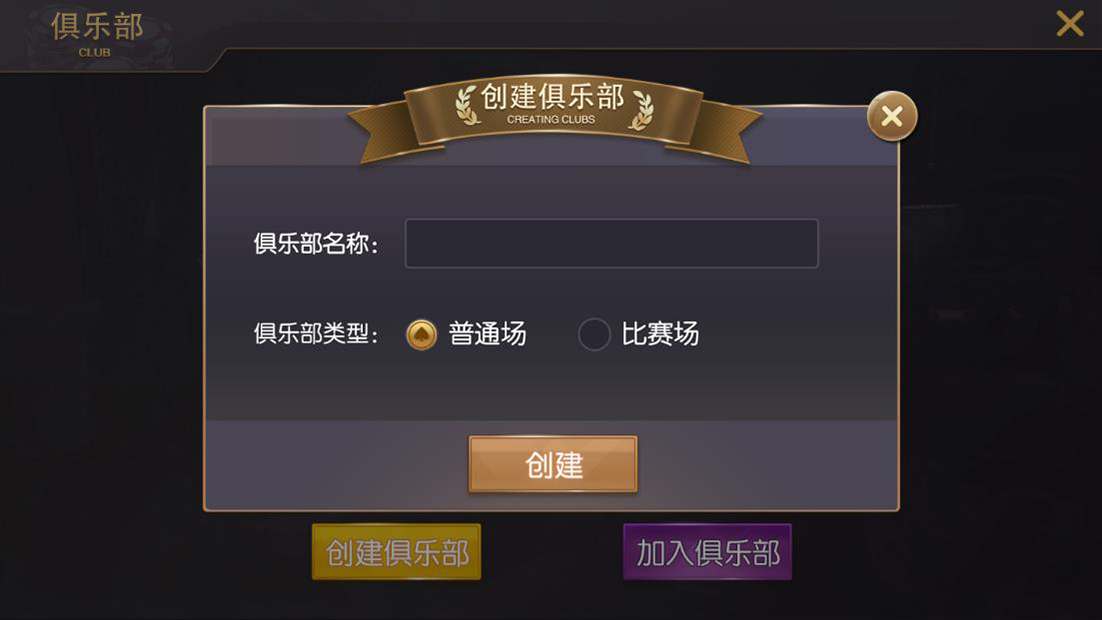 俱乐部
CLUB
创建俱乐部
CREATING CLUBS
俱乐部名称：
俱乐部类型： 普通场 比赛场
创建
创建俱乐部 加入俱乐部